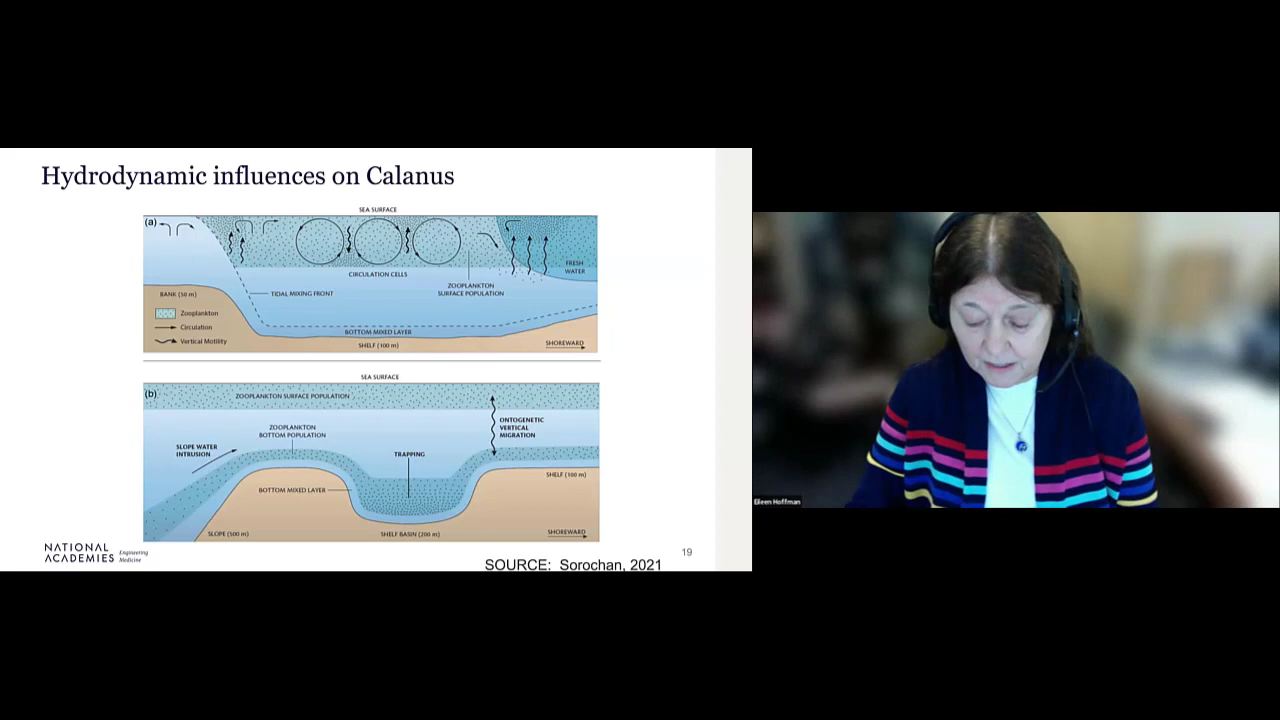 Hydrodynamic influences on Calanus
SEA SURFACE
(a)
FRESH
WATER
CIRCULATION CELLS
ZOOPLANKTON
SURFACE POPULATION
BANK (50 m)
TIDAL MIXING FRONT
Zooplankton
Circulation
Vertical Motility
BOTTOM MIXED LAYER
SHELF (100 m)
SHOREWARD
SEA SURFACE
(b)
ZOOPLANKTON SURFACE POPULATION
ONTOGENETIC
VERTICAL
MIGRATION
ZOOPLANKTON
BOTTOM POPULATION
SLOPE WATER
INTRUSION
TRAPPING
SHELF (100 m)
BOTTOM MIXED LAYER
SLOPE (500 m)
SHELF BASIN (200 m)
SHOREWARD
NATIONAL
ACADEMIES
Engineering
Medicine
19
SOURCE: Sorochan, 2021
Eileen Hoffman